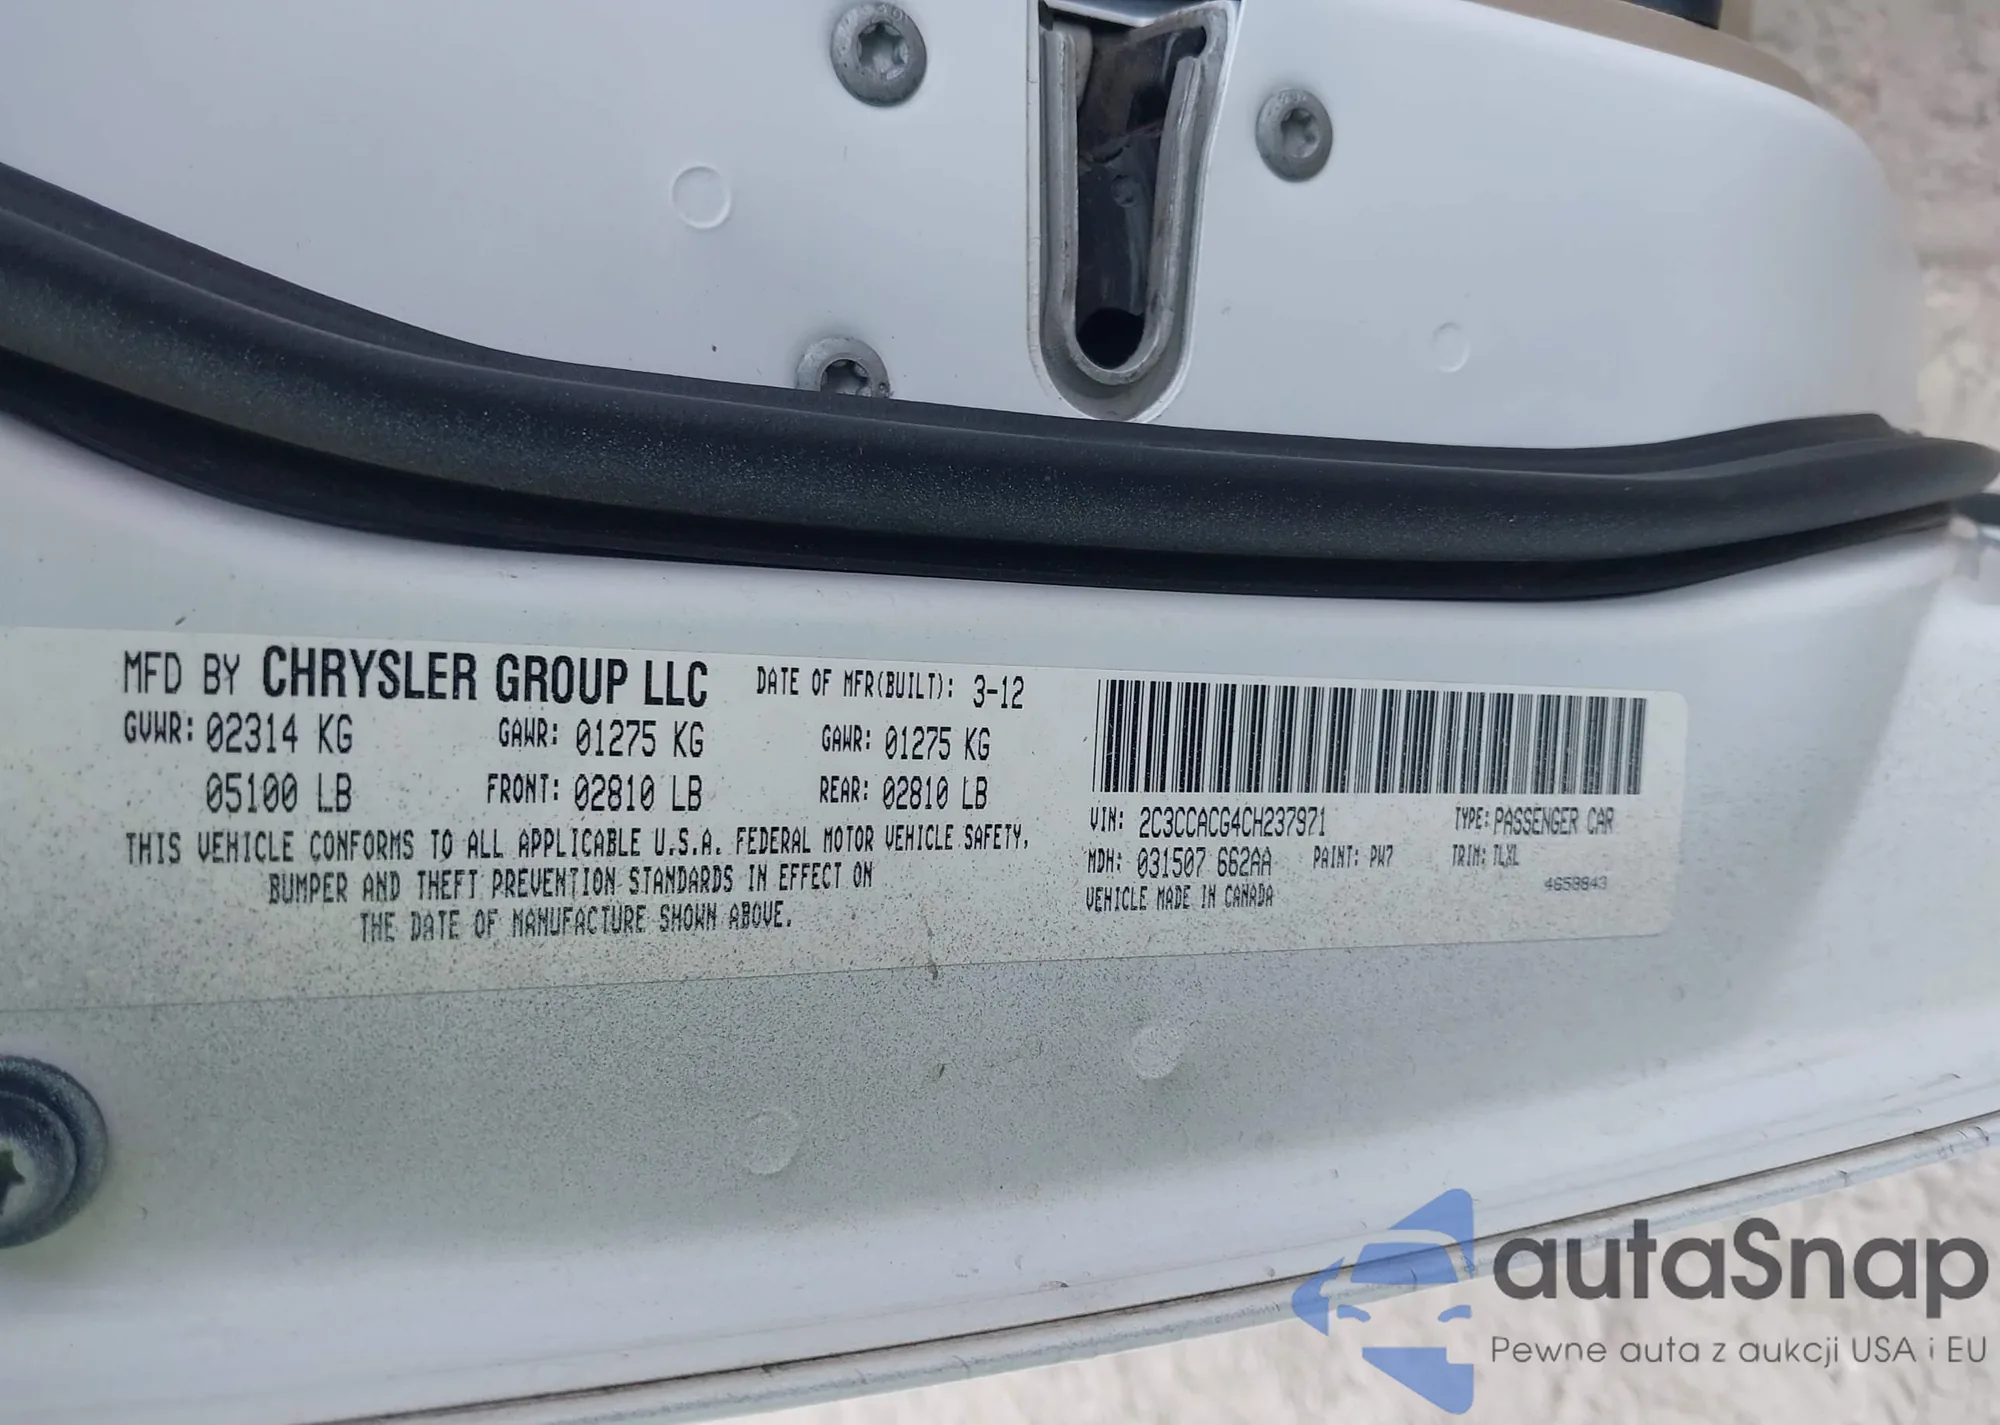 MFD BY CHRYSLER GROUP LLC DATE OF MFR(BUILT): 3-12
GVWR: 02314 KG GAWR: 01275 KG GAWR: 01275 KG
05100 LB FRONT: 02810 LB REAR: 02810 LB
THIS VEHICLE CONFORMS TO ALL APPLICABLE U.S.A. FEDERAL MOTOR VEHICLE SAFETY,
BUMPER AND THEFT PREVENTION STANDARDS IN EFFECT ON
THE DATE OF MANUFACTURE SHOWN ABOVE.
VIN: 2C3CCACG4CH237971 TYPE: PASSENGER CAR
MDH: 031507 662AA PAINT: PW7 TRIM: TLXL
VEHICLE MADE IN CANADA 4659843
autaSnap
Pewne auta z aukcji USA i EU